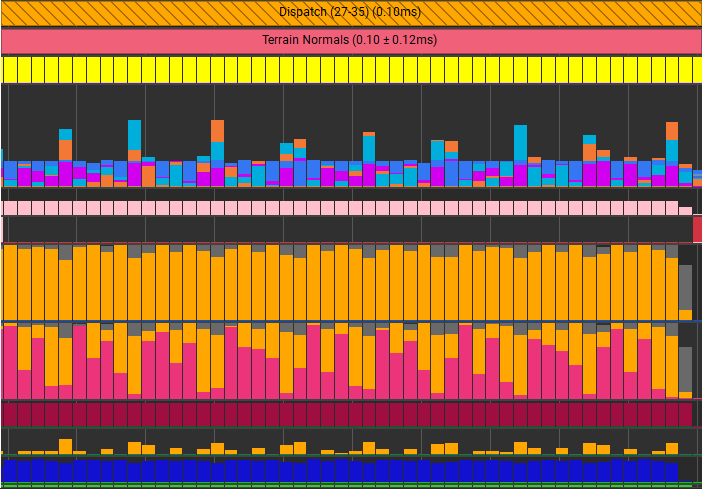 Dispatch (27-35) (0.10ms)
Terrain Normals (0.10 ± 0.12ms)